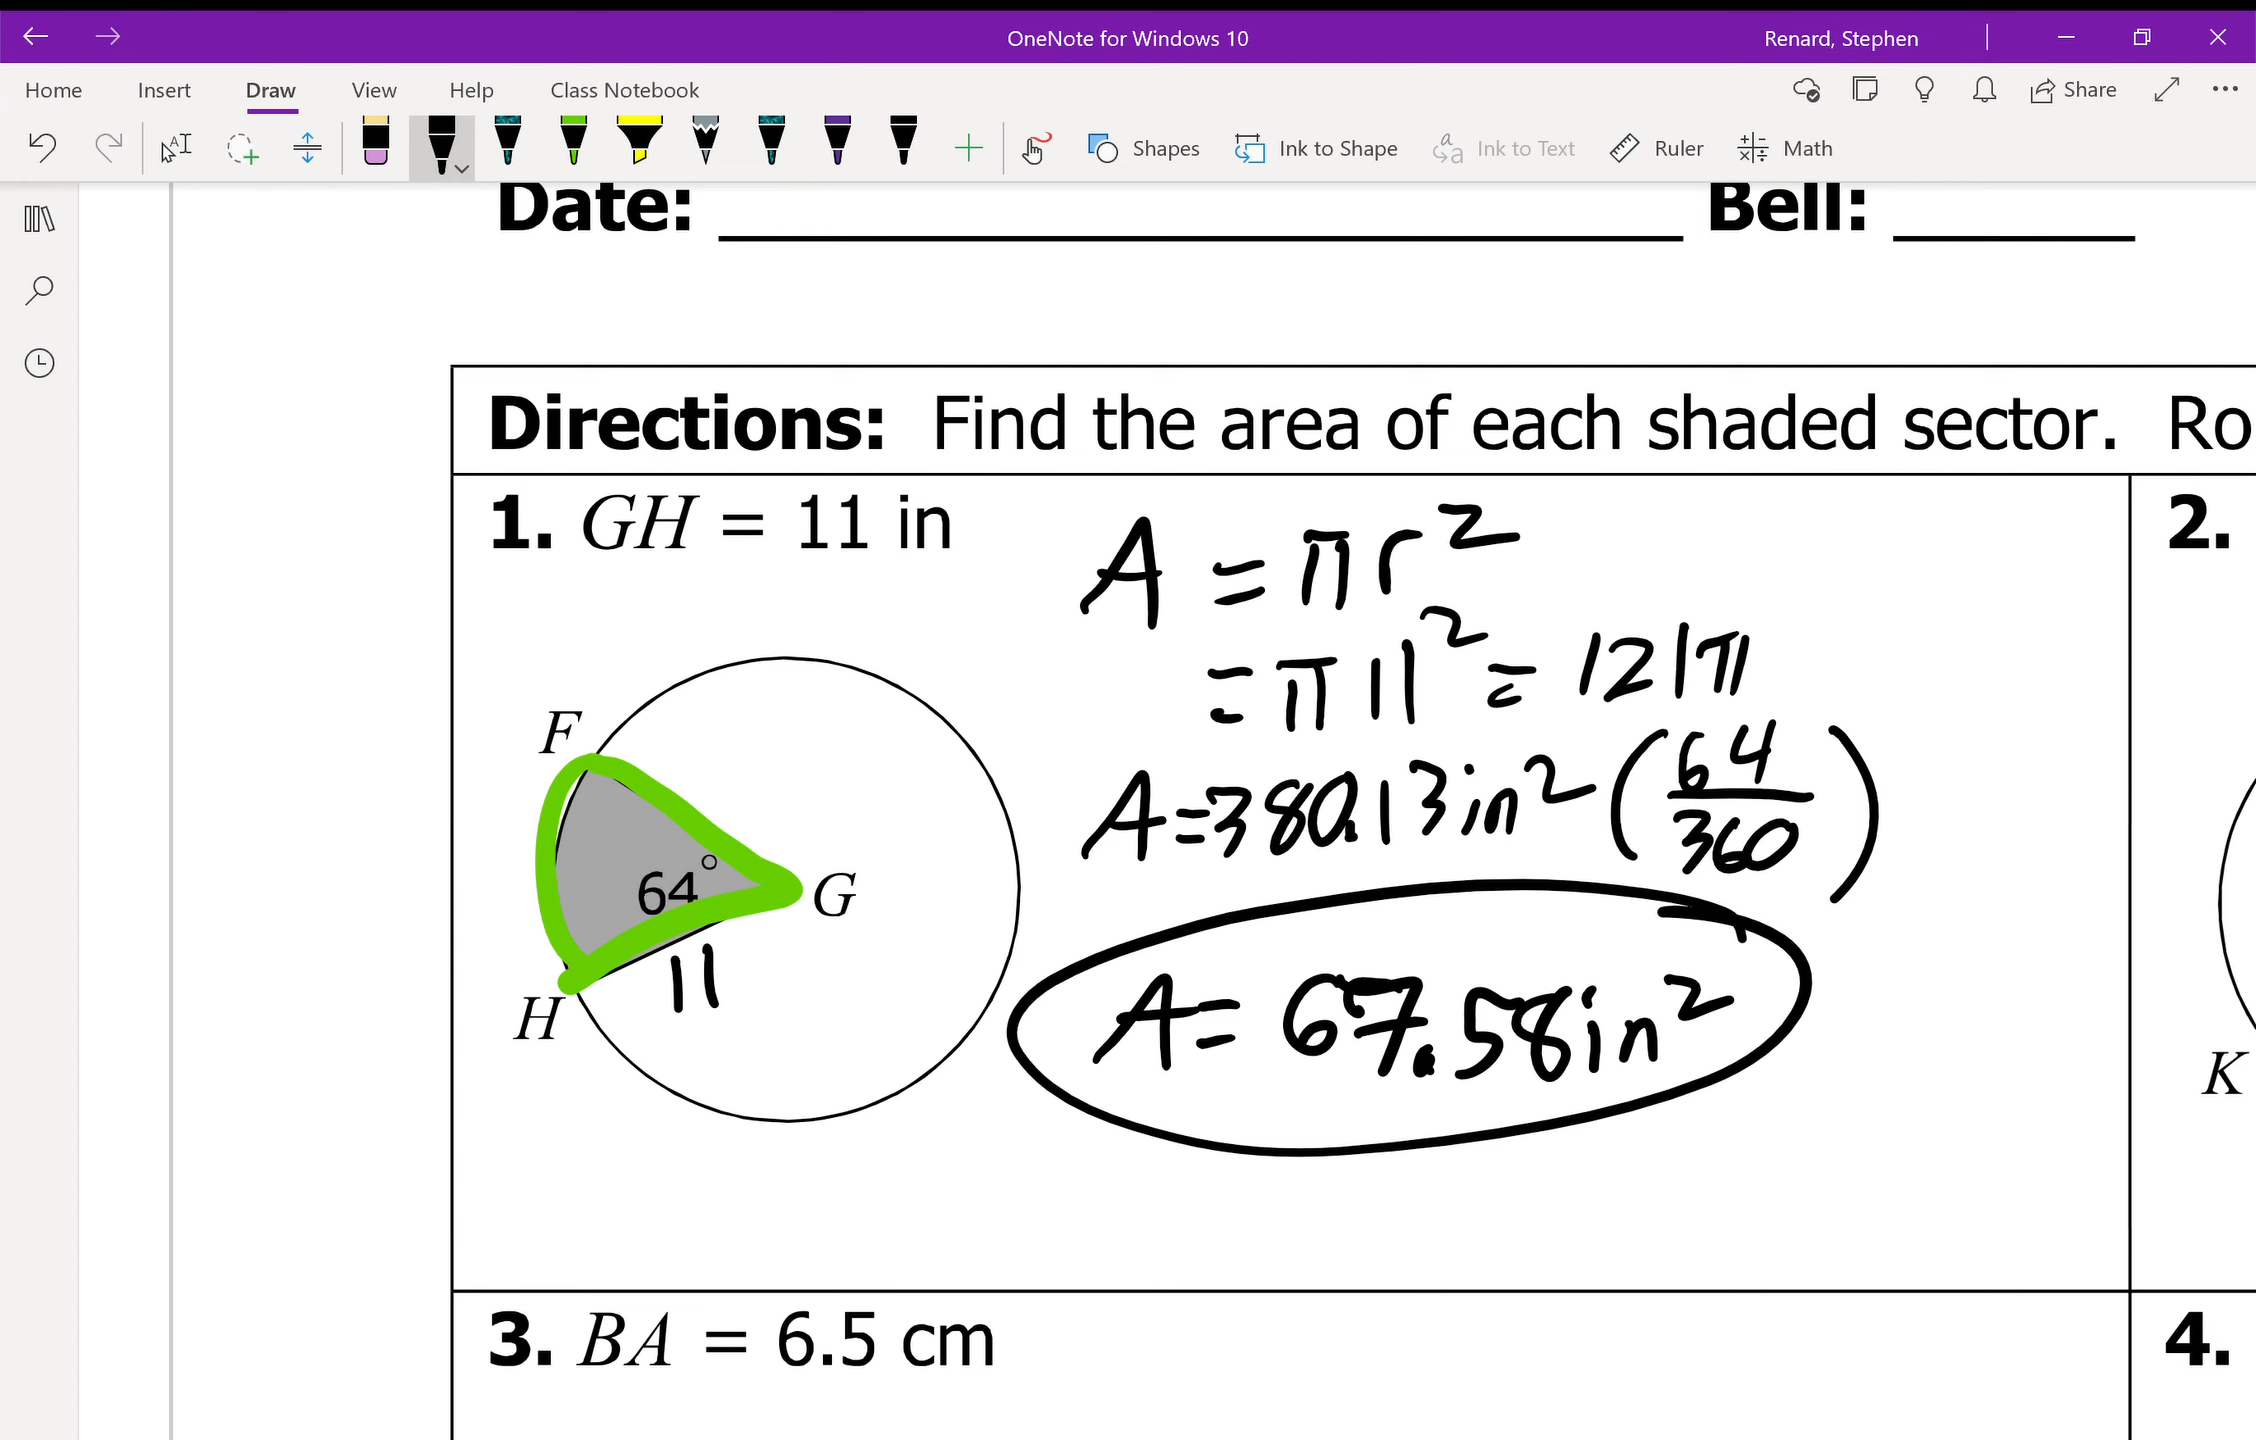 OneNote for Windows 10
Renard, Stephen
Home Insert Draw View Help Class Notebook Share
Shapes Ink to Shape Ink to Text Ruler Math
Date: Bell:
Directions: Find the area of each shaded sector. Ro
1. GH = 11 in
A = πr²
= π11² = 121π
A=380.13in² (64/360)
A= 67.58in²
F
64°
G
11
H
2.
K
3. BA = 6.5 cm
4.